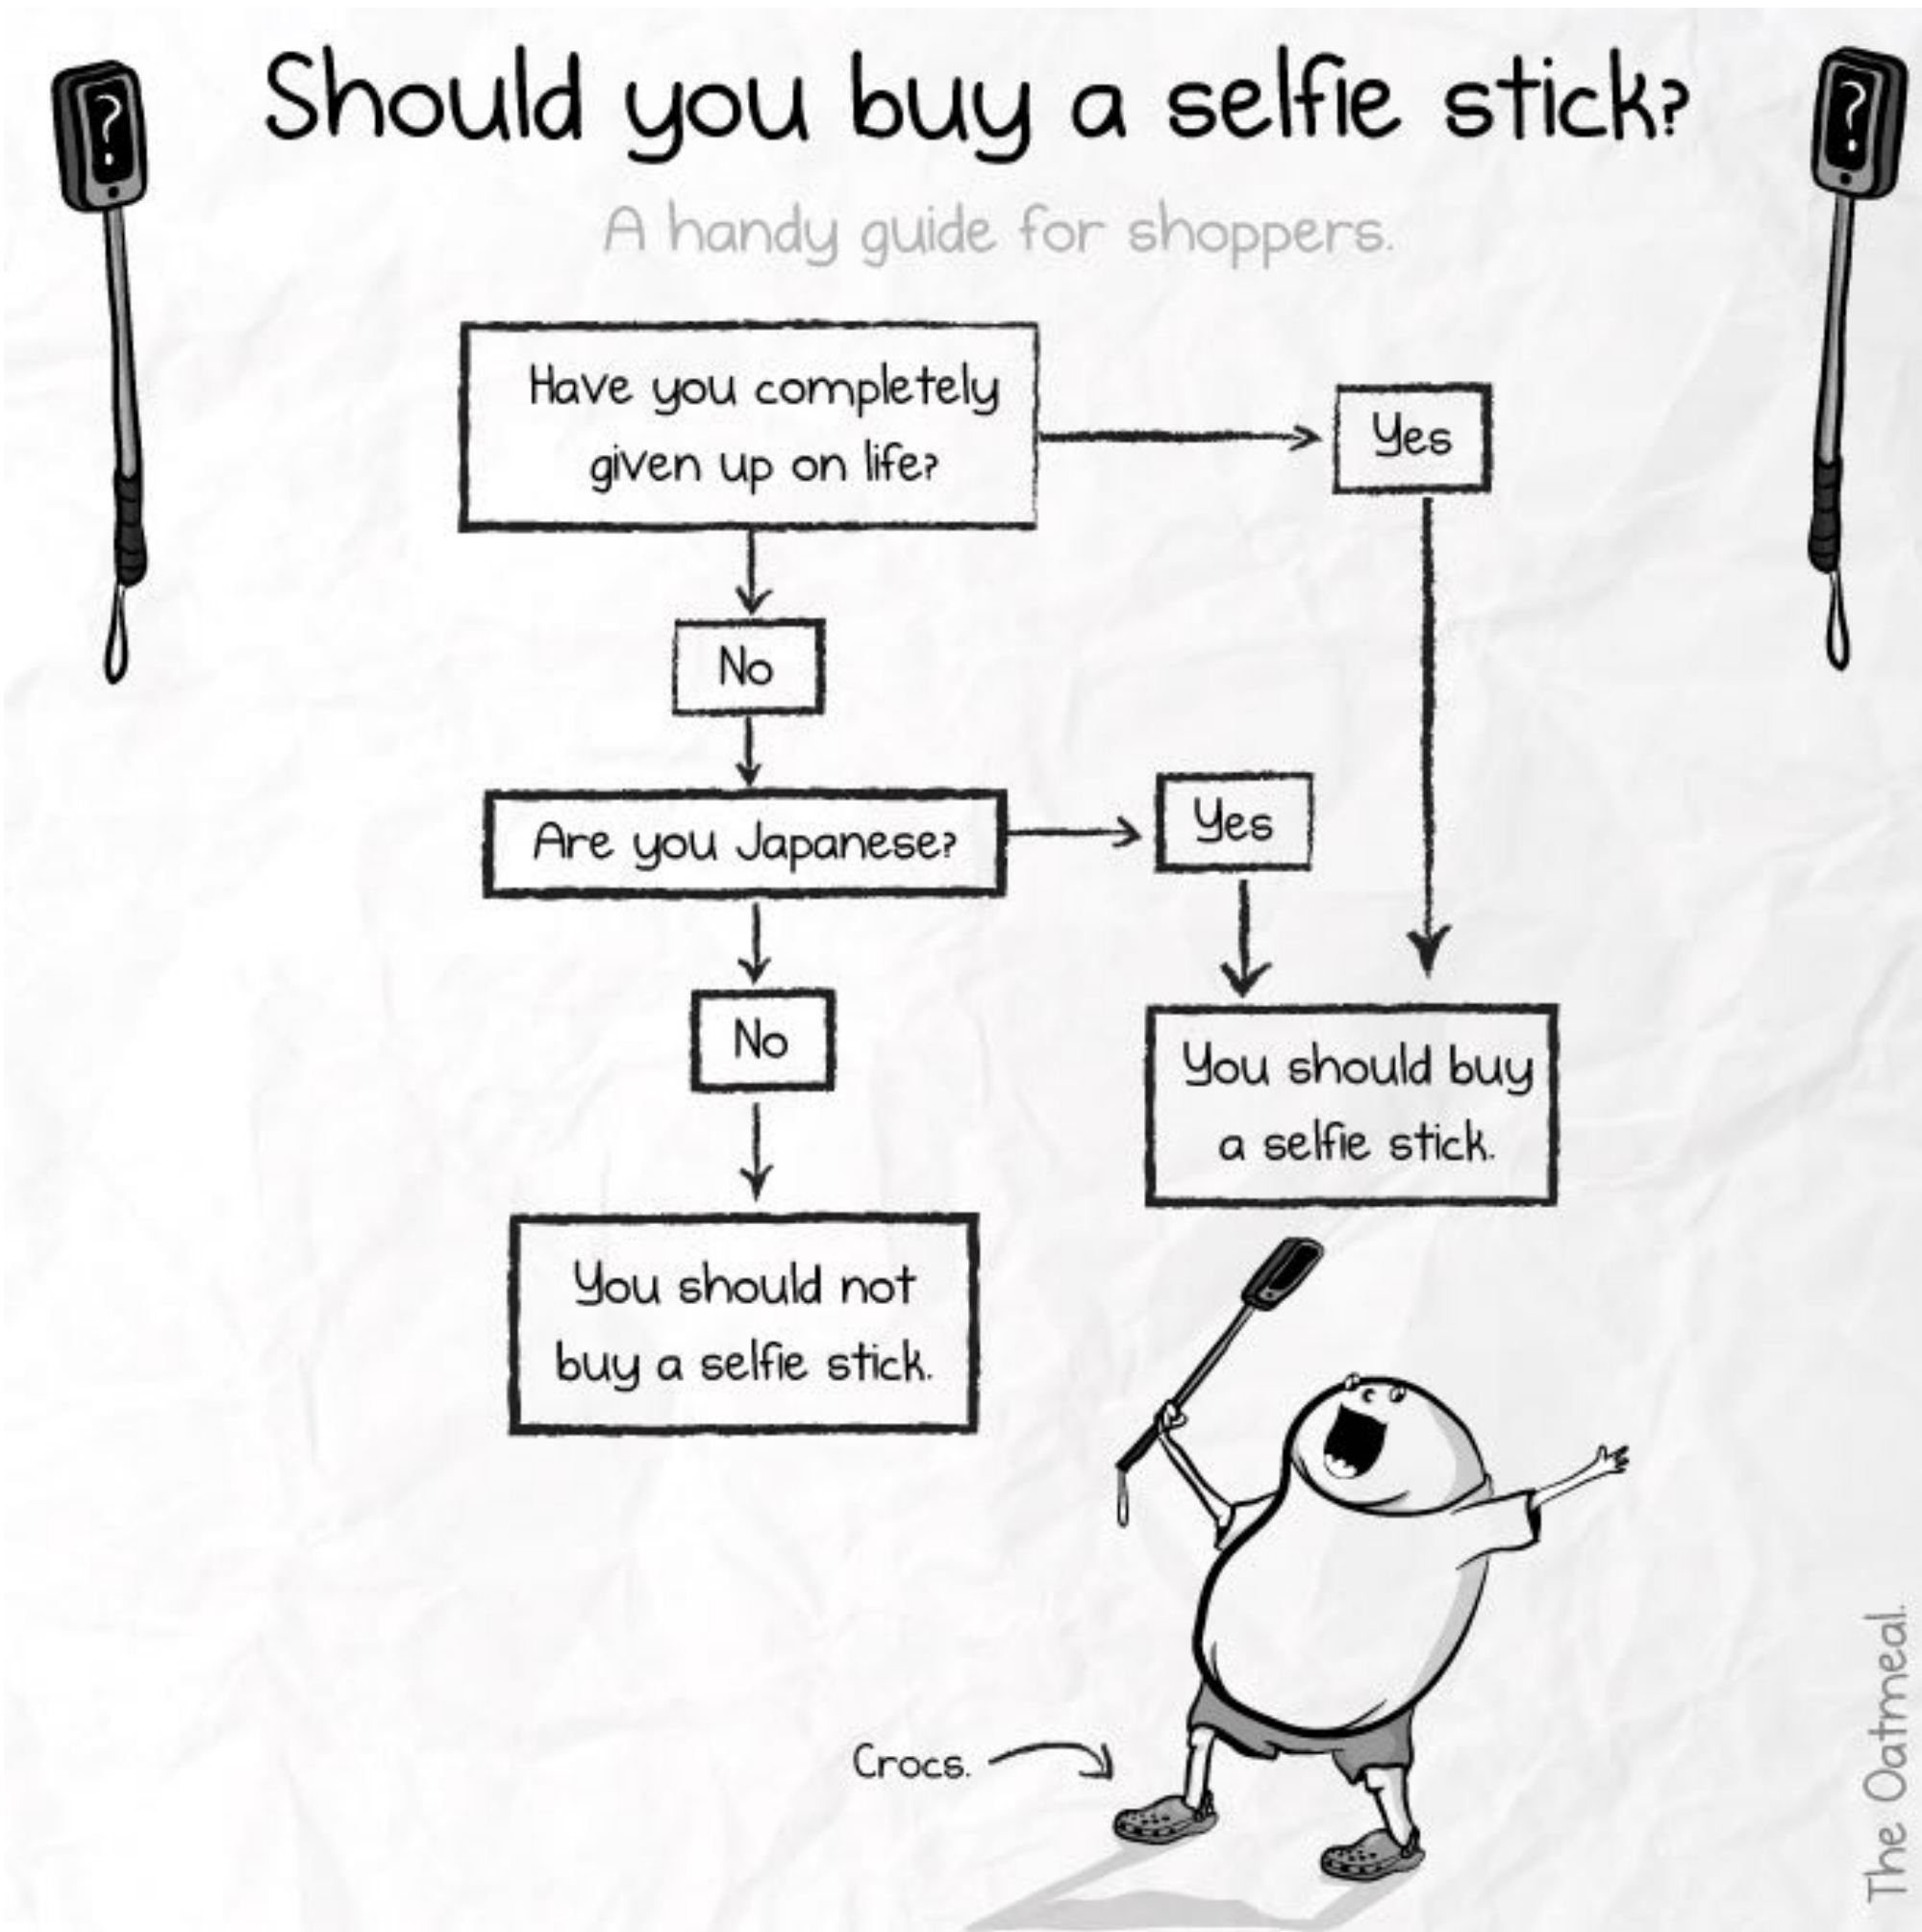 Should you buy a selfie stick?
A handy guide for shoppers.
Have you completely
given up on life?
Yes
No
Are you Japanese?
Yes
No
You should buy
a selfie stick.
You should not
buy a selfie stick.
Crocs.
The Oatmeal.
?
?